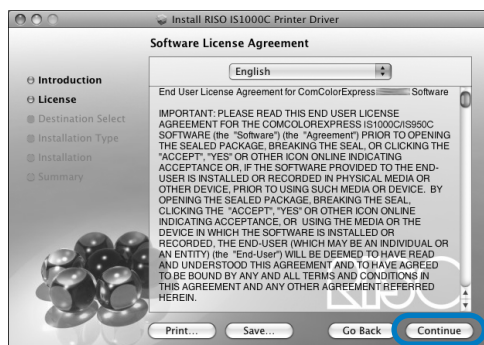 Install RISO IS1000C Printer Driver
Software License Agreement
Introduction
License
Destination Select
Installation Type
Installation
Summary
English
End User License Agreement for ComColorExpress Software
IMPORTANT: PLEASE READ THIS END USER LICENSE
AGREEMENT FOR THE COMCOLOREXPRESS IS1000C/IS950C
SOFTWARE (the "Software") (the "Agreement") PRIOR TO OPENING
THE SEALED PACKAGE, BREAKING THE SEAL, OR CLICKING THE
"ACCEPT", "YES" OR OTHER ICON ONLINE INDICATING
ACCEPTANCE OR, IF THE SOFTWARE PROVIDED TO THE END-
USER IS INSTALLED OR RECORDED IN PHYSICAL MEDIA OR
OTHER DEVICE, PRIOR TO USING SUCH MEDIA OR DEVICE. BY
OPENING THE SEALED PACKAGE, BREAKING THE SEAL,
CLICKING THE "ACCEPT", "YES" OR OTHER ICON ONLINE
INDICATING ACCEPTANCE, OR USING THE MEDIA OR THE
DEVICE IN WHICH THE SOFTWARE IS INSTALLED OR
RECORDED, THE END-USER (WHICH MAY BE AN INDIVIDUAL OR
AN ENTITY) (the "End-User") WILL BE DEEMED TO HAVE READ
AND UNDERSTOOD THIS AGREEMENT AND TO HAVE AGREED
TO BE BOUND BY ANY AND ALL TERMS AND CONDITIONS IN
THIS AGREEMENT AND ANY OTHER AGREEMENT REFERRED
HEREIN.
RISO
Print...
Save...
Go Back
Continue